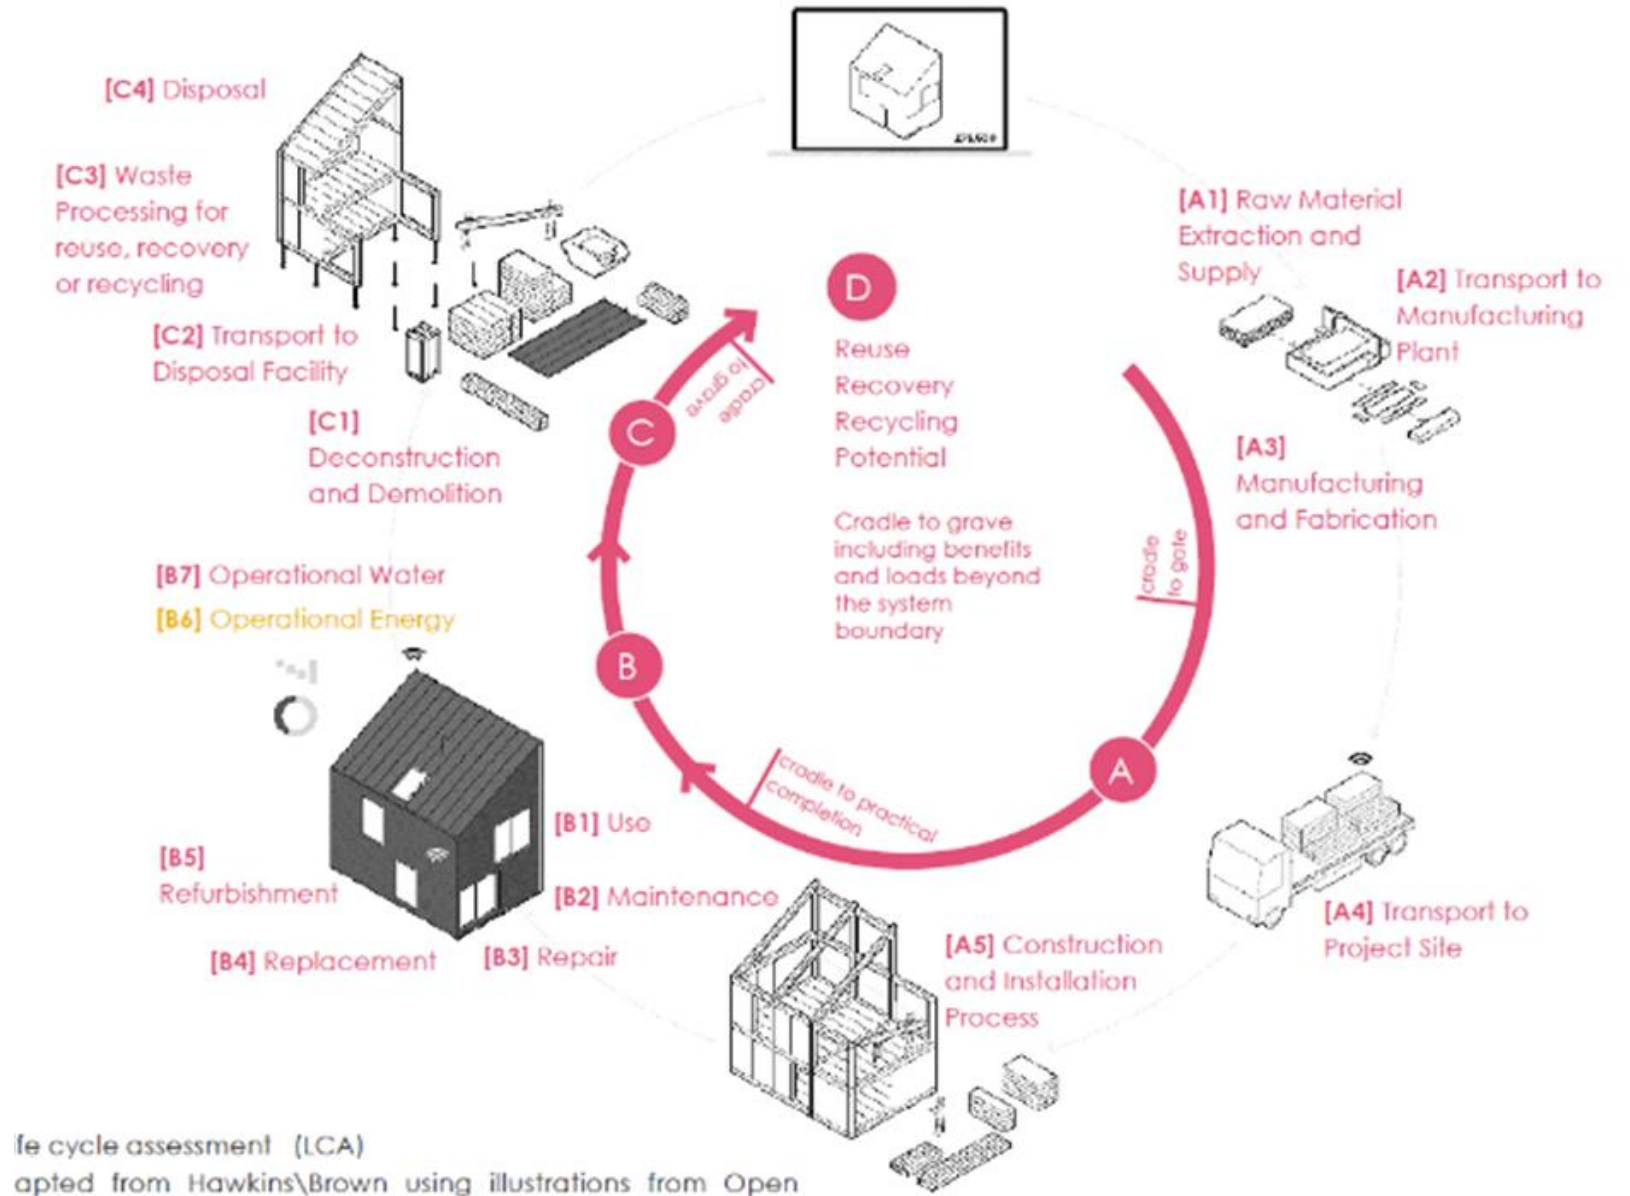 [C4] Disposal
[C3] Waste
Processing for
reuse, recovery
or recycling
[C2] Transport to
Disposal Facility
[C1]
Deconstruction
and Demolition
[A1] Raw Material
Extraction and
Supply
[A2] Transport to
Manufacturing
Plant
[A3]
Manufacturing
and Fabrication
D
Reuse
Recovery
Recycling
Potential
Cradle to grave
including benefits
and loads beyond
the system
boundary
C
cradle
to grave
cradle
to gate
[B7] Operational Water
[B6] Operational Energy
B
A
cradle to practical
completion
[B1] Use
[B2] Maintenance
[B3] Repair
[B4] Replacement
[B5]
Refurbishment
[A4] Transport to
Project Site
[A5] Construction
and Installation
Process
fe cycle assessment (LCA)
apted from Hawkins\Brown using illustrations from Open